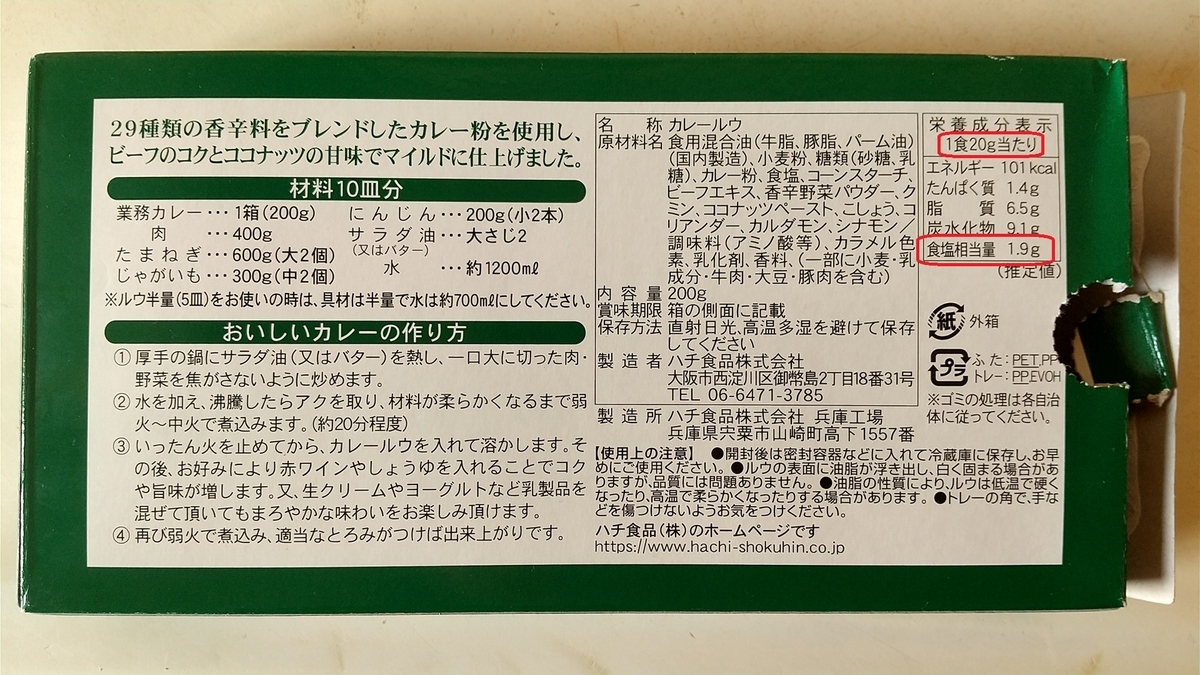 29種類の香辛料をブレンドしたカレー粉を使用し、
ビーフのコクとココナッツの甘味でマイルドに仕上げました。
材料10皿分
業務カレー…1箱(200g)
肉…400g
たまねぎ…600g(大2個)
じゃがいも…300g(中2個)
にんじん…200g(小2本)
サラダ油…大さじ2
(又はバター)
水…約1200mℓ
※ルウ半量(5皿)をお使いの時は、具材は半量で水は約700mℓにしてください。
おいしいカレーの作り方
①厚手の鍋にサラダ油(又はバター)を熱し、一口大に切った肉・
野菜を焦がさないように炒めます。
②水を加え、沸騰したらアクを取り、材料が柔らかくなるまで弱
火〜中火で煮込みます。(約20分程度)
③いったん火を止めてから、カレールウを入れて溶かします。そ
の後、お好みにより赤ワインやしょうゆを入れることでコク
や旨味が増します。又、生クリームやヨーグルトなど乳製品を
混ぜて頂いてもまろやかな味わいをお楽しみ頂けます。
④再び弱火で煮込み、適当なとろみがつけば出来上がりです。
名称 カレールウ
原材料名 食用混合油(牛脂、豚脂、パーム油)
(国内製造)、小麦粉、糖類(砂糖、乳
糖)、カレー粉、食塩、コーンスターチ、
ビーフエキス、香辛野菜パウダー、ク
ミン、ココナッツペースト、こしょう、コ
リアンダー、カルダモン、シナモン/
調味料(アミノ酸等)、カラメル色
素、乳化剤、香料、(一部に小麦・乳
成分・牛肉・大豆・豚肉を含む)
内容量 200g
賞味期限 箱の側面に記載
保存方法 直射日光、高温多湿を避けて保存
してください
製造者 ハチ食品株式会社
大阪市西淀川区御幣島2丁目18番31号
TEL 06-6471-3785
製造所 ハチ食品株式会社 兵庫工場
兵庫県宍粟市山崎町高下1557番
栄養成分表示
1食20g当たり
エネルギー 101kcal
たんぱく質 1.4g
脂質 6.5g
炭水化物 9.1g
食塩相当量 1.9g
(推定値)
紙 外箱
プラ ふた:PET,PP
トレー:PP,EVOH
※ゴミの処理は各自治
体に従ってください。
【使用上の注意】 ●開封後は密封容器などに入れて冷蔵庫に保存し、お早
めにご使用ください。●ルウの表面に油脂が浮き出し、白く固まる場合があ
りますが、品質には問題ありません。●油脂の性質により、ルウは低温で硬く
なったり、高温で柔らかくなったりする場合があります。●トレーの角で、手な
どを傷つけないようお気をつけください。
ハチ食品(株)のホームページです
https://www.hachi-shokuhin.co.jp